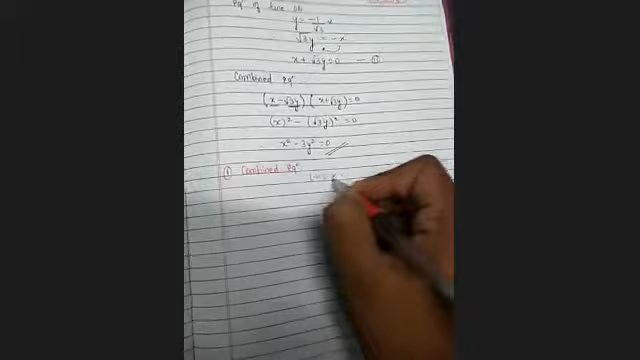 Eqⁿ of line OB
y = -1/√3 x
√3y = -x
x + √3y = 0 — ②
Combined eqⁿ
(x - √3y) (x + √3y) = 0
(x)² - (√3y)² = 0
x² - 3y² = 0
① Combined eqⁿ